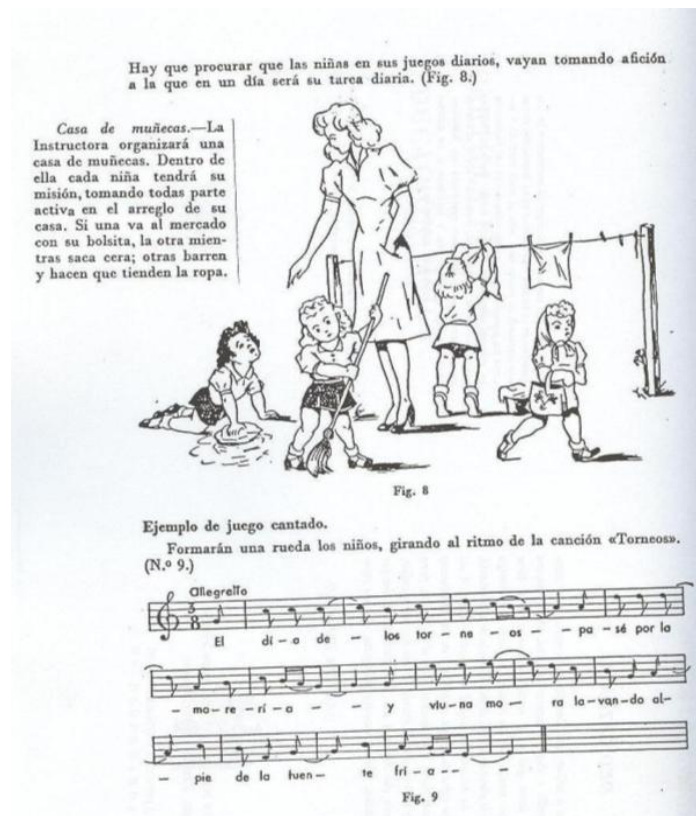 Hay que procurar que las niñas en sus juegos diarios, vayan tomando afición
a la que en un día será su tarea diaria. (Fig. 8.)
Casa de muñecas.—La
Instructora organizará una
casa de muñecas. Dentro de
ella cada niña tendrá su
misión, tomando todas parte
activa en el arreglo de su
casa. Si una va al mercado
con su bolsita, la otra mien-
tras saca cera; otras barren
y hacen que tienden la ropa.
Fig. 8
Ejemplo de juego cantado.
Formarán una rueda los niños, girando al ritmo de la canción «Torneos».
(N.º 9.)
Allegretto
3
8
El dí - a de - los tor - ne - os - - pa - sé por la
- mo - re - rí - a - - y viu - na mo - ra la - van - do al -
- pie de la fuen - te frí - a - - -
Fig. 9